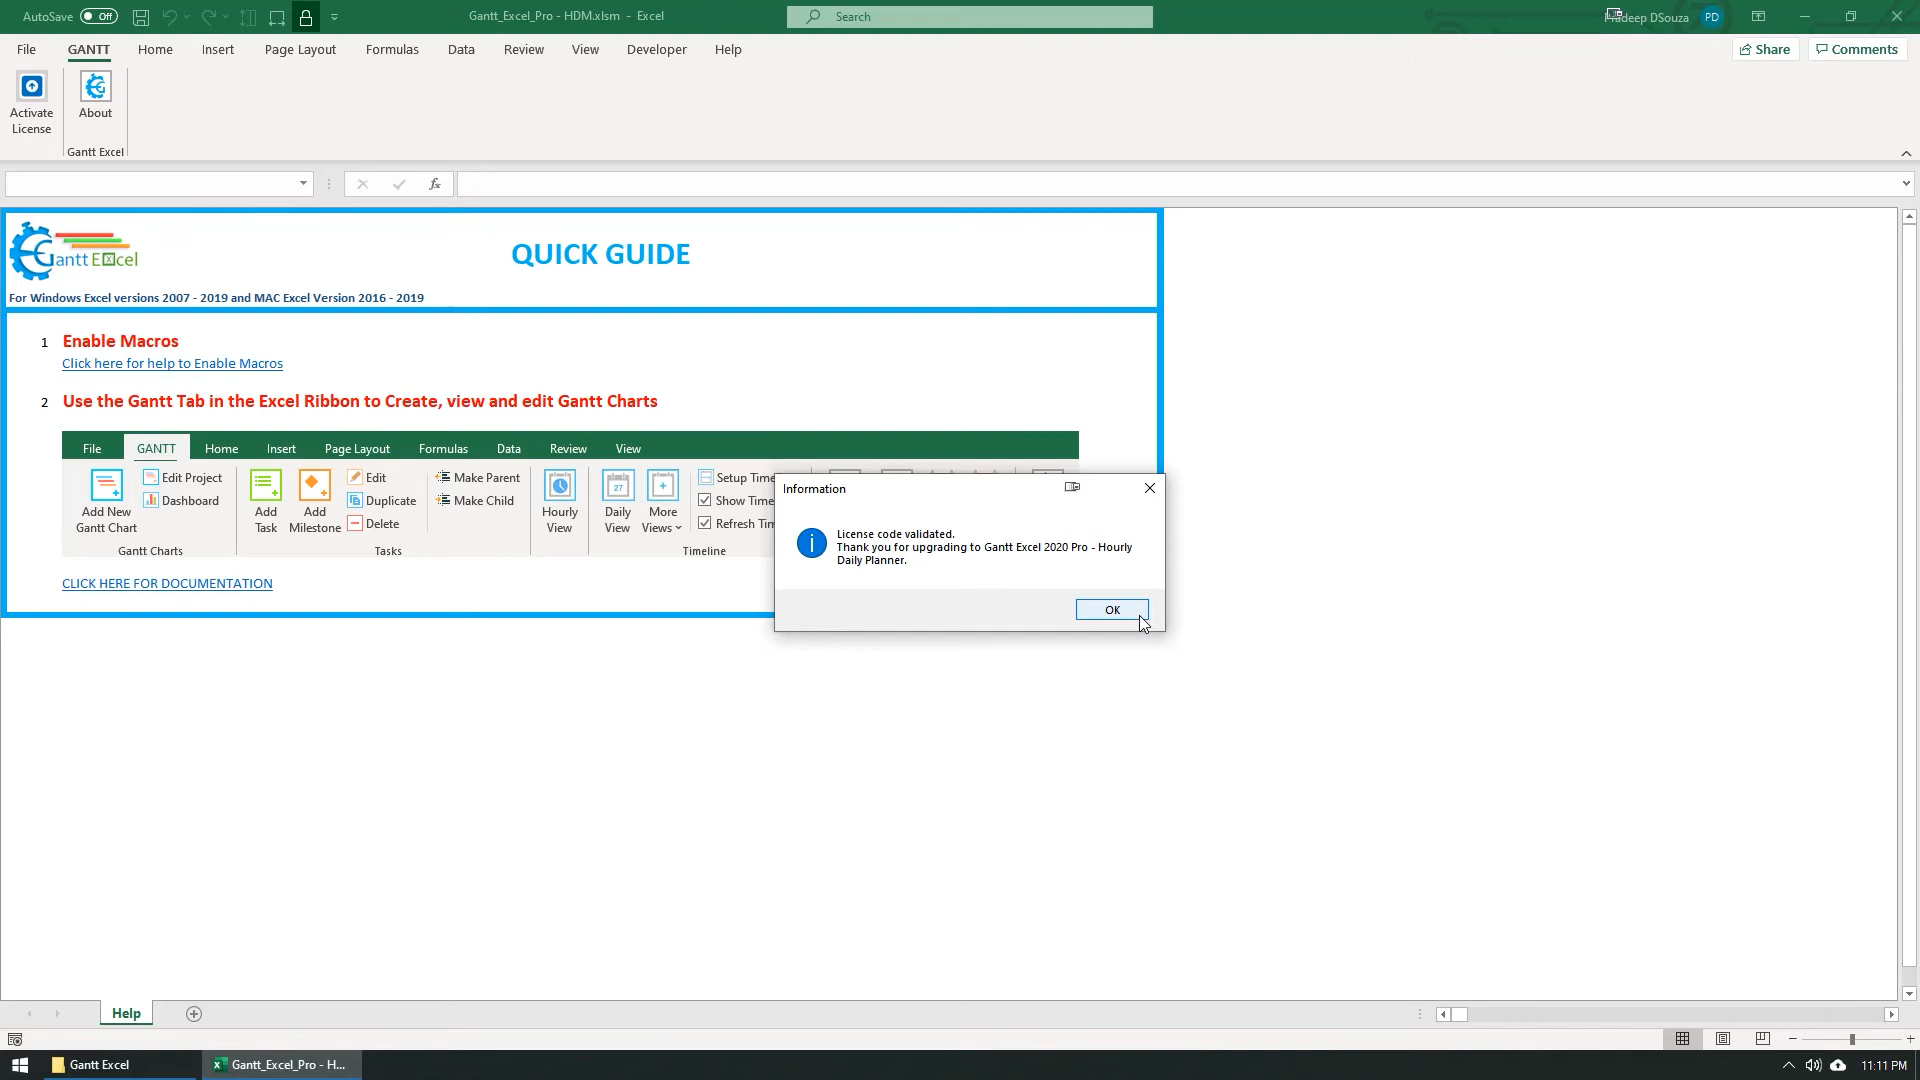 AutoSave Off Gantt_Excel_Pro - HDM.xlsm - Excel Search Pradeep DSouza PD
File GANTT Home Insert Page Layout Formulas Data Review View Developer Help Share Comments
Activate License
About
Gantt Excel
fx
Gantt Excel
QUICK GUIDE
For Windows Excel versions 2007 - 2019 and MAC Excel Version 2016 - 2019
1 Enable Macros
Click here for help to Enable Macros
2 Use the Gantt Tab in the Excel Ribbon to Create, view and edit Gantt Charts
File GANTT Home Insert Page Layout Formulas Data Review View
Edit Project Edit Make Parent Setup Time
Dashboard Duplicate Make Child Show Time
Add New Add Add Hourly Daily More
Gantt Chart Task Milestone Delete View View Views Refresh Tim
27
Gantt Charts Tasks Timeline
CLICK HERE FOR DOCUMENTATION
Information
License code validated.
Thank you for upgrading to Gantt Excel 2020 Pro - Hourly
Daily Planner.
OK
Help
Gantt Excel Gantt_Excel_Pro - H... 11:11 PM